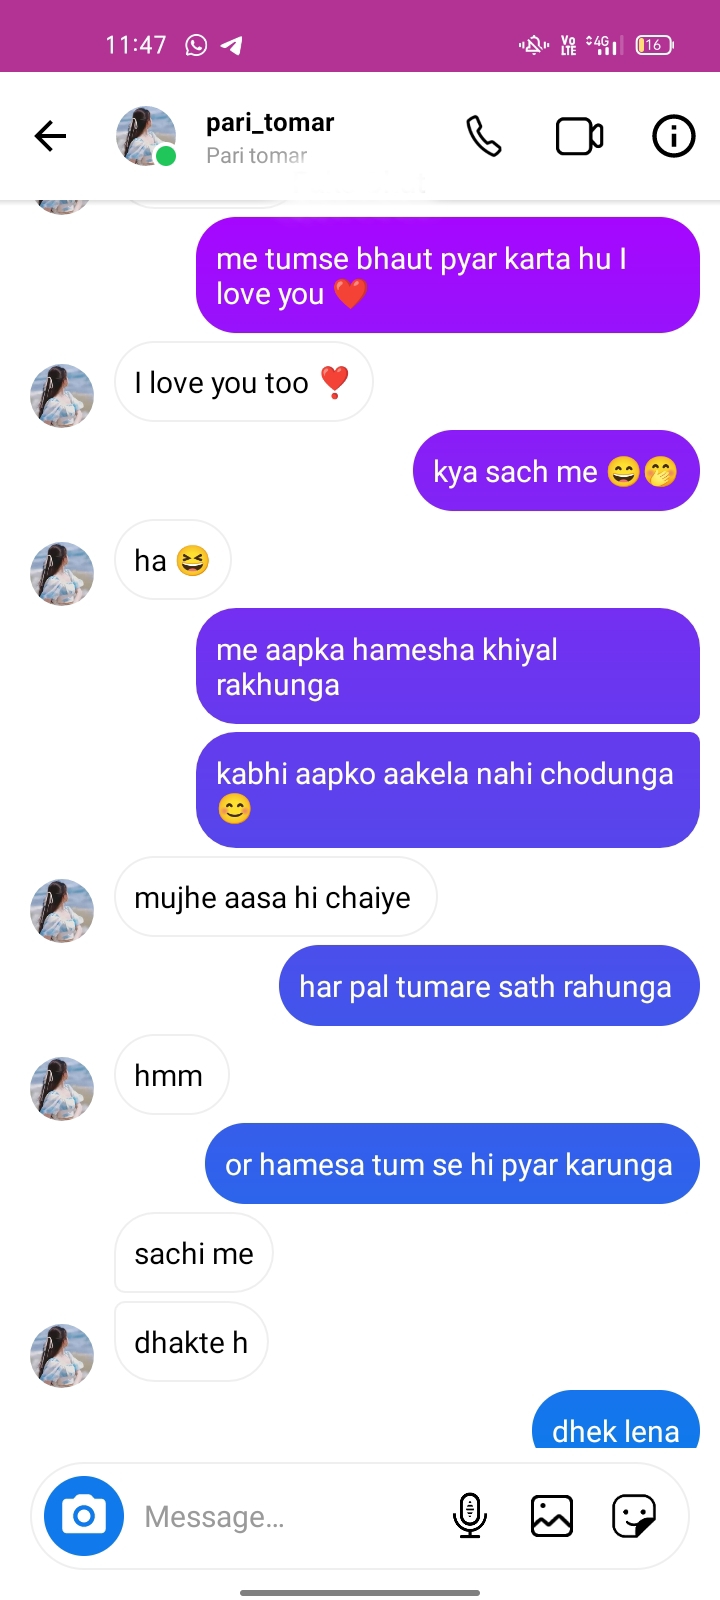 11:47
Vo LTE 4G 16
pari_tomar
Pari tomar
me tumse bhaut pyar karta hu I
love you ❤️
I love you too ❣️
kya sach me 😄🤭
ha 😆
me aapka hamesha khiyal
rakhunga
kabhi aapko aakela nahi chodunga
😊
mujhe aasa hi chaiye
har pal tumare sath rahunga
hmm
or hamesa tum se hi pyar karunga
sachi me
dhakte h
dhek lena
Message...